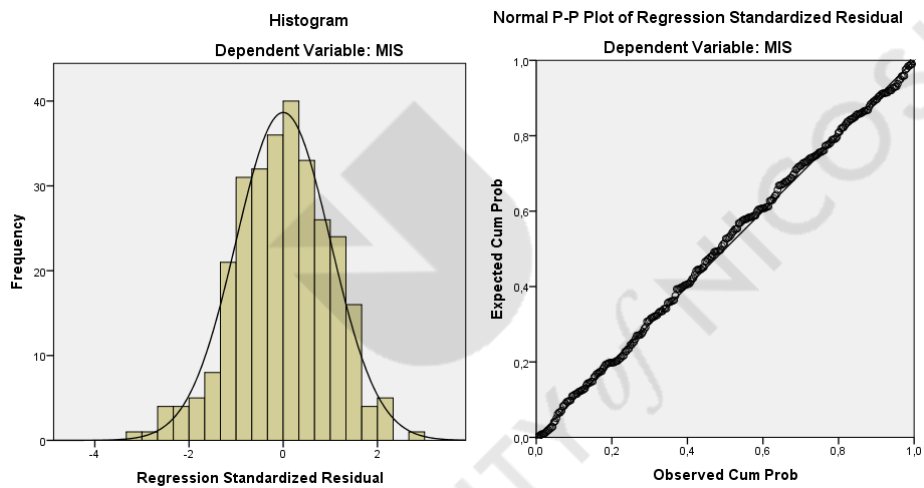 Histogram
Dependent Variable: MIS
40
30
20
10
0
-4
-2
0
2
Frequency
Regression Standardized Residual
Normal P-P Plot of Regression Standardized Residual
Dependent Variable: MIS
1,0
0,8
0,6
0,4
0,2
0,0
0,0
0,2
0,4
0,6
0,8
1,0
Expected Cum Prob
Observed Cum Prob